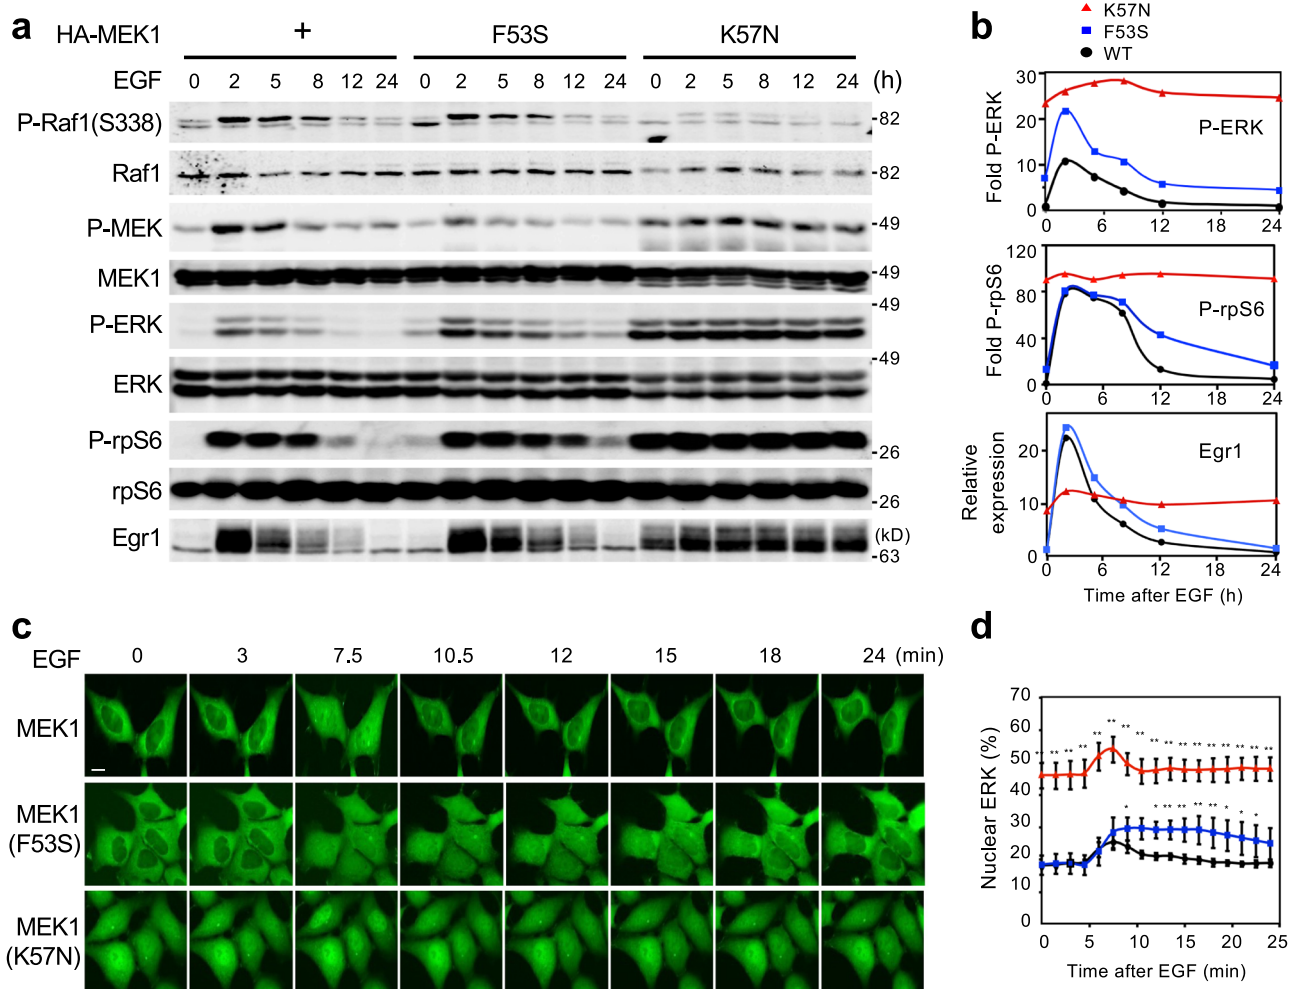 a
HA-MEK1 + F53S K57N
EGF 0 2 5 8 12 24 0 2 5 8 12 24 0 2 5 8 12 24 (h)
P-Raf1(S338) -82
Raf1 -82
P-MEK -49
MEK1 -49
-49
P-ERK
-49
ERK
P-rpS6 -26
rpS6 -26
Egr1 (kD)
-63
b
K57N
F53S
WT
Fold P-ERK
30
20
10
0
P-ERK
0 6 12 18 24
Fold P-rpS6
120
80
40
0
P-rpS6
0 6 12 18 24
Relative
expression
20
10
0
Egr1
0 6 12 18 24
Time after EGF (h)
c
EGF 0 3 7.5 10.5 12 15 18 24 (min)
MEK1
MEK1
(F53S)
MEK1
(K57N)
d
Nuclear ERK (%)
70
60
50
40
30
20
10
0
** ** ** ** ** ** ** ** ** ** ** ** ** ** ** ** **
* ** ** ** ** ** * * *
0 5 10 15 20 25
Time after EGF (min)